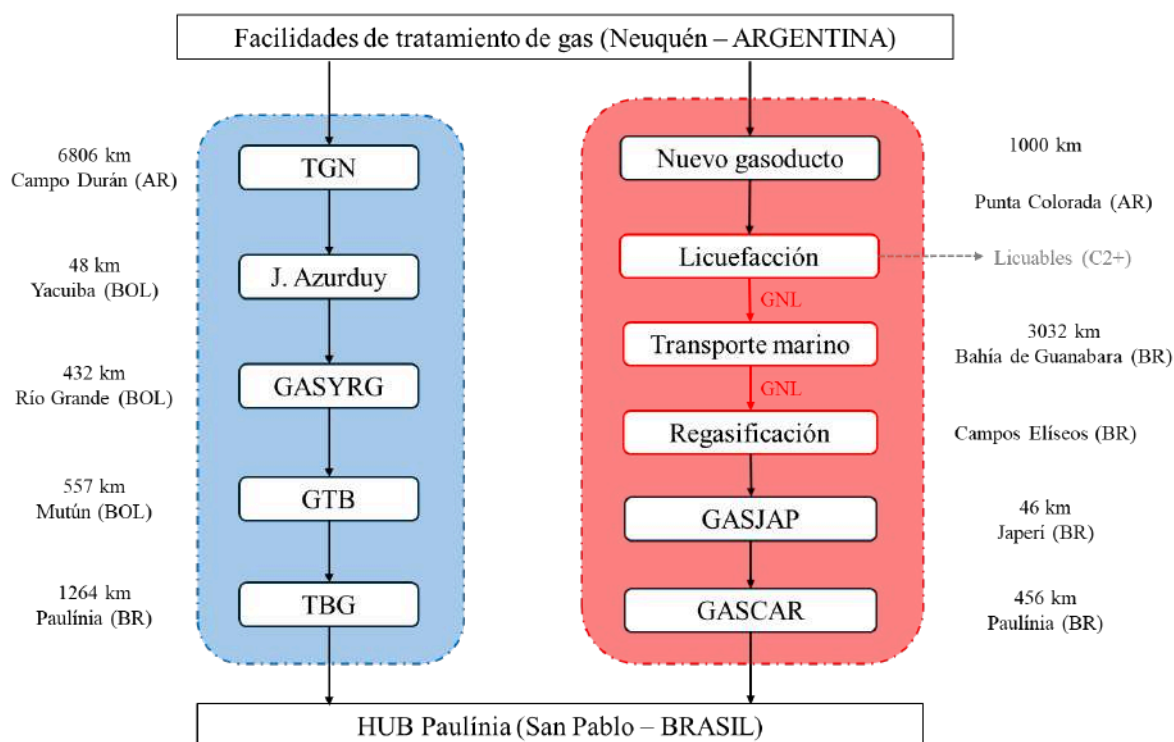 Facilidades de tratamiento de gas (Neuquén – ARGENTINA)
6806 km
Campo Durán (AR)
TGN
48 km
Yacuiba (BOL)
J. Azurduy
432 km
Río Grande (BOL)
GASYRG
557 km
Mutún (BOL)
GTB
1264 km
Paulínia (BR)
TBG
Nuevo gasoducto
1000 km
Punta Colorada (AR)
Licuefacción
Licuables (C2+)
GNL
Transporte marino
3032 km
Bahía de Guanabara (BR)
GNL
Regasificación
Campos Elíseos (BR)
GASJAP
46 km
Japerí (BR)
GASCAR
456 km
Paulínia (BR)
HUB Paulínia (San Pablo – BRASIL)